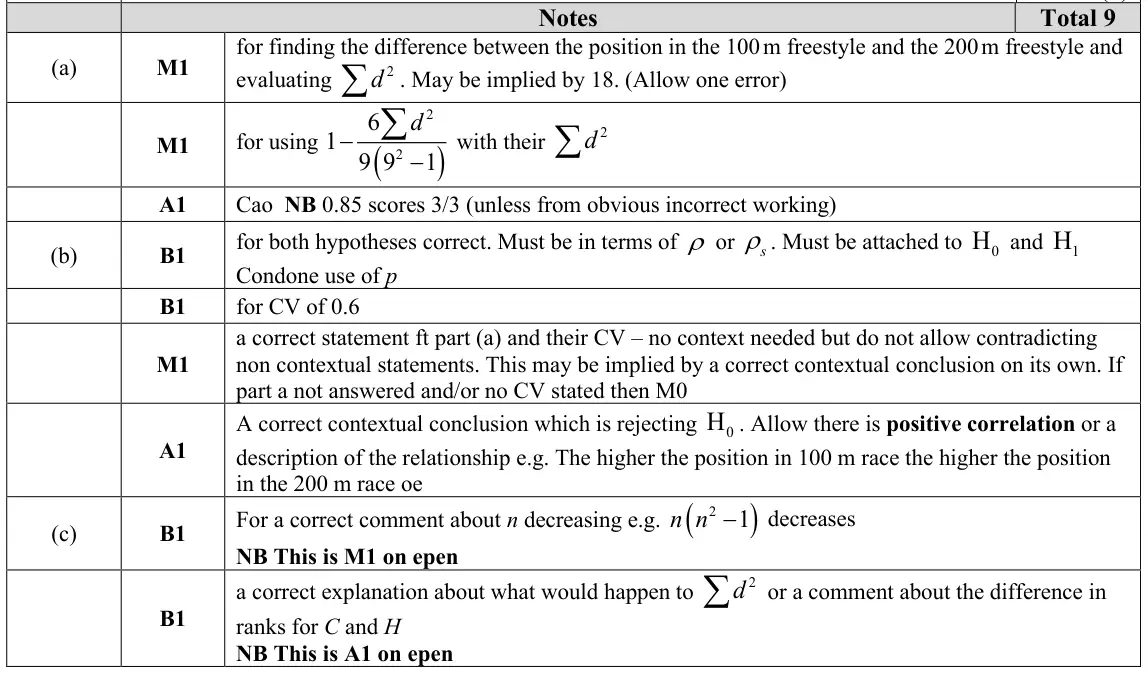 Notes Total 9
(a) M1 for finding the difference between the position in the 100 m freestyle and the 200 m freestyle and
evaluating ∑d². May be implied by 18. (Allow one error)
M1 for using 1 − 6∑d² / 9(9² − 1) with their ∑d²
A1 Cao NB 0.85 scores 3/3 (unless from obvious incorrect working)
(b) B1 for both hypotheses correct. Must be in terms of ρ or ρₛ. Must be attached to H₀ and H₁
Condone use of p
B1 for CV of 0.6
M1 a correct statement ft part (a) and their CV – no context needed but do not allow contradicting
non contextual statements. This may be implied by a correct contextual conclusion on its own. If
part a not answered and/or no CV stated then M0
A1 A correct contextual conclusion which is rejecting H₀. Allow there is positive correlation or a
description of the relationship e.g. The higher the position in 100 m race the higher the position
in the 200 m race oe
(c) B1 For a correct comment about n decreasing e.g. n(n² − 1) decreases
NB This is M1 on epen
B1 a correct explanation about what would happen to ∑d² or a comment about the difference in
ranks for C and H
NB This is A1 on epen